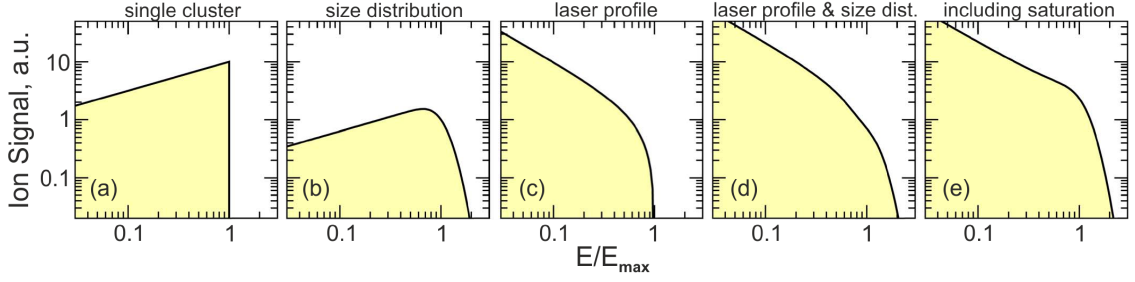 single cluster
size distribution
laser profile
laser profile & size dist.
including saturation
Ion Signal, a.u.
10
1
0.1
(a)
(b)
(c)
(d)
(e)
0.1 1 0.1 1 0.1 1 0.1 1 0.1 1
E/Emax